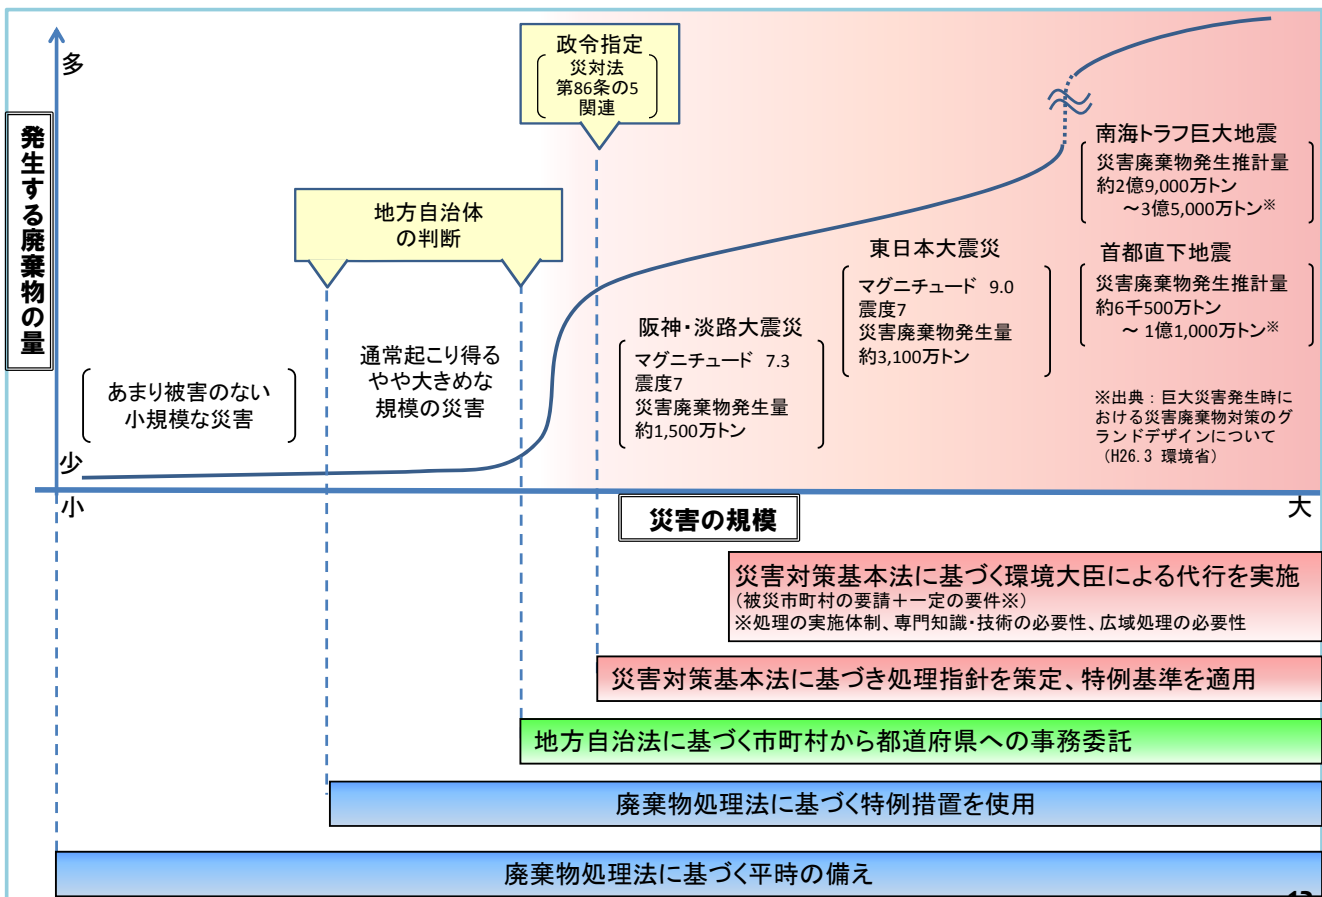 多
発生する廃棄物の量
少
小
大
災害の規模
政令指定
災対法
第86条の5
関連
地方自治体
の判断
あまり被害のない
小規模な災害
通常起こり得る
やや大きめな
規模の災害
阪神・淡路大震災
マグニチュード 7.3
震度7
災害廃棄物発生量
約1,500万トン
東日本大震災
マグニチュード 9.0
震度7
災害廃棄物発生量
約3,100万トン
南海トラフ巨大地震
災害廃棄物発生推計量
約2億9,000万トン
～3億5,000万トン※
首都直下地震
災害廃棄物発生推計量
約6千500万トン
～ 1億1,000万トン※
※出典：巨大災害発生時に
おける災害廃棄物対策のグ
ランドデザインについて
（H26.3 環境省）
災害対策基本法に基づく環境大臣による代行を実施
（被災市町村の要請＋一定の要件※）
※処理の実施体制、専門知識・技術の必要性、広域処理の必要性
災害対策基本法に基づき処理指針を策定、特例基準を適用
地方自治法に基づく市町村から都道府県への事務委託
廃棄物処理法に基づく特例措置を使用
廃棄物処理法に基づく平時の備え